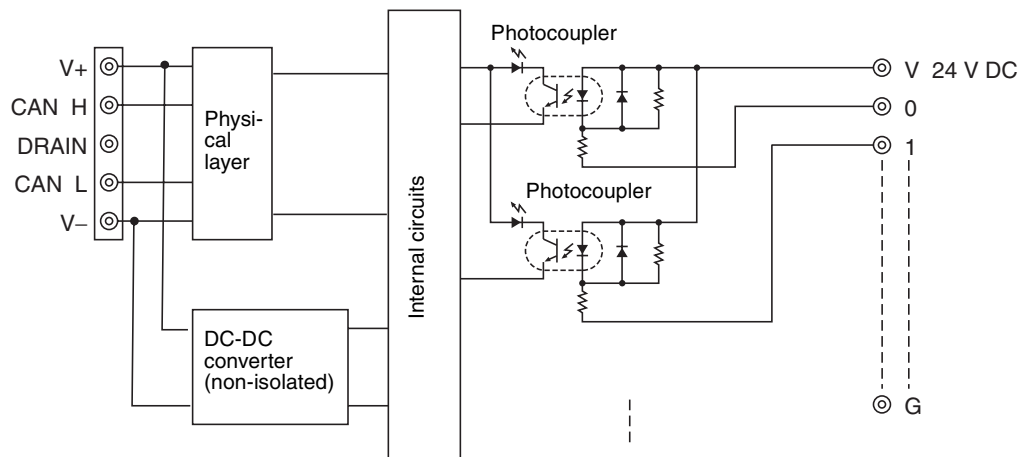 V+
CAN H
DRAIN
CAN L
V–
Physi-
cal
layer
DC-DC
converter
(non-isolated)
Internal circuits
Photocoupler
Photocoupler
V 24 V DC
0
1
G